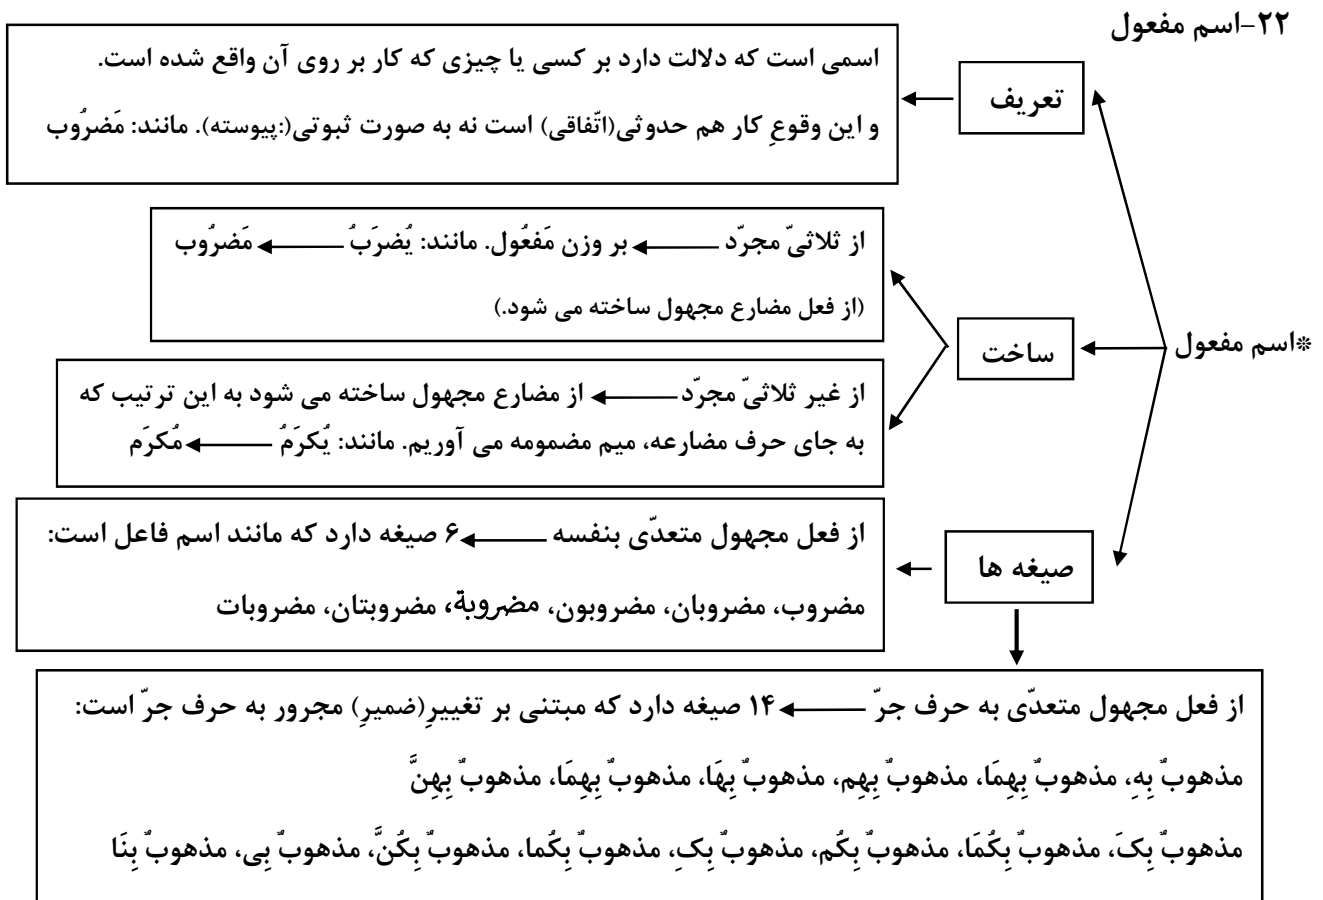 ۲۲-اسم مفعول
*اسم مفعول
تعریف
اسمی است که دلالت دارد بر کسی یا چیزی که کار بر روی آن واقع شده است.
و این وقوعِ کار هم حدوثی(اتّفاقی) است نه به صورت ثبوتی(:پیوسته). مانند: مَضرُوب
ساخت
از ثلاثیّ مجرّد بر وزن مَفعُول. مانند: یُضرَبُ مَضرُوب
(از فعل مضارع مجهول ساخته می شود.)
از غیر ثلاثیّ مجرّد از مضارع مجهول ساخته می شود به این ترتیب که
به جای حرف مضارعه، میم مضمومه می آوریم. مانند: یُکرَمُ مُکرَم
صیغه ها
از فعل مجهول متعدّی بنفسه ۶ صیغه دارد که مانند اسم فاعل است:
مضروب، مضروبان، مضروبون، مضروبة، مضروبتان، مضروبات
از فعل مجهول متعدّی به حرف جرّ ۱۴ صیغه دارد که مبتنی بر تغییرِ(ضمیرِ) مجرور به حرف جرّ است:
مذهوبٌ بِهِ، مذهوبٌ بِهِمَا، مذهوبٌ بِهِم، مذهوبٌ بِهَا، مذهوبٌ بِهِمَا، مذهوبٌ بِهِنَّ
مذهوبٌ بِکَ، مذهوبٌ بِکُمَا، مذهوبٌ بِکُم، مذهوبٌ بِکِ، مذهوبٌ بِکُما، مذهوبٌ بِکُنَّ، مذهوبٌ بِی، مذهوبٌ بِنَا